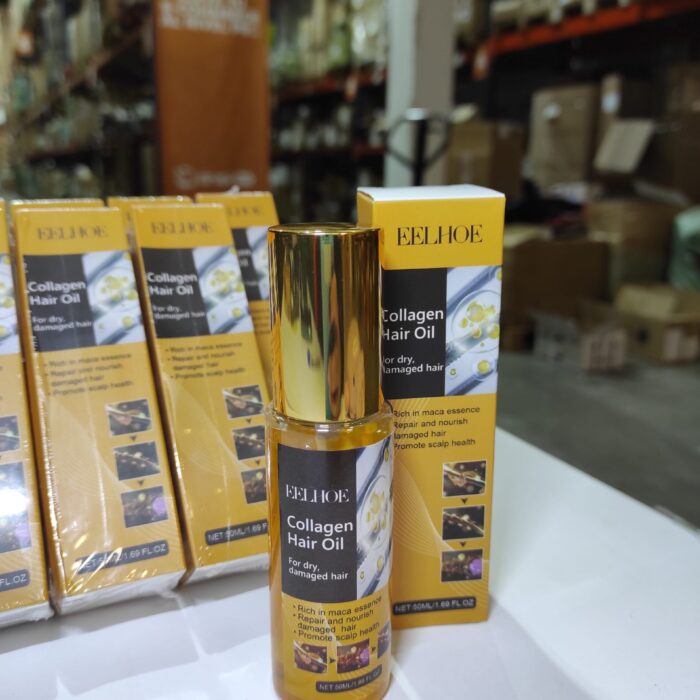 EELHOE
Collagen
Hair Oil
For dry,
damaged hair
Rich in maca essence
Repair and nourish
damaged hair
Promote scalp health
50ML/1.69 FL.OZ
EELHOE
Collagen
Hair Oil
For dry,
damaged hair
• Rich in maca essence
• Repair and nourish
damaged hair
• Promote scalp health
NET 50ML/1.69 FL.OZ
EELHOE
Collagen
Hair Oil
For dry,
damaged hair
Rich in maca essence
Repair and nourish
damaged hair
Promote scalp health
NET 50ML/1.69 FL.OZ
EELHOE
Collagen
Hair Oil
For dry,
damaged hair
• Rich in maca essence
• Repair and nourish
damaged hair
• Promote scalp health
NET 50ML/1.69 FL.OZ